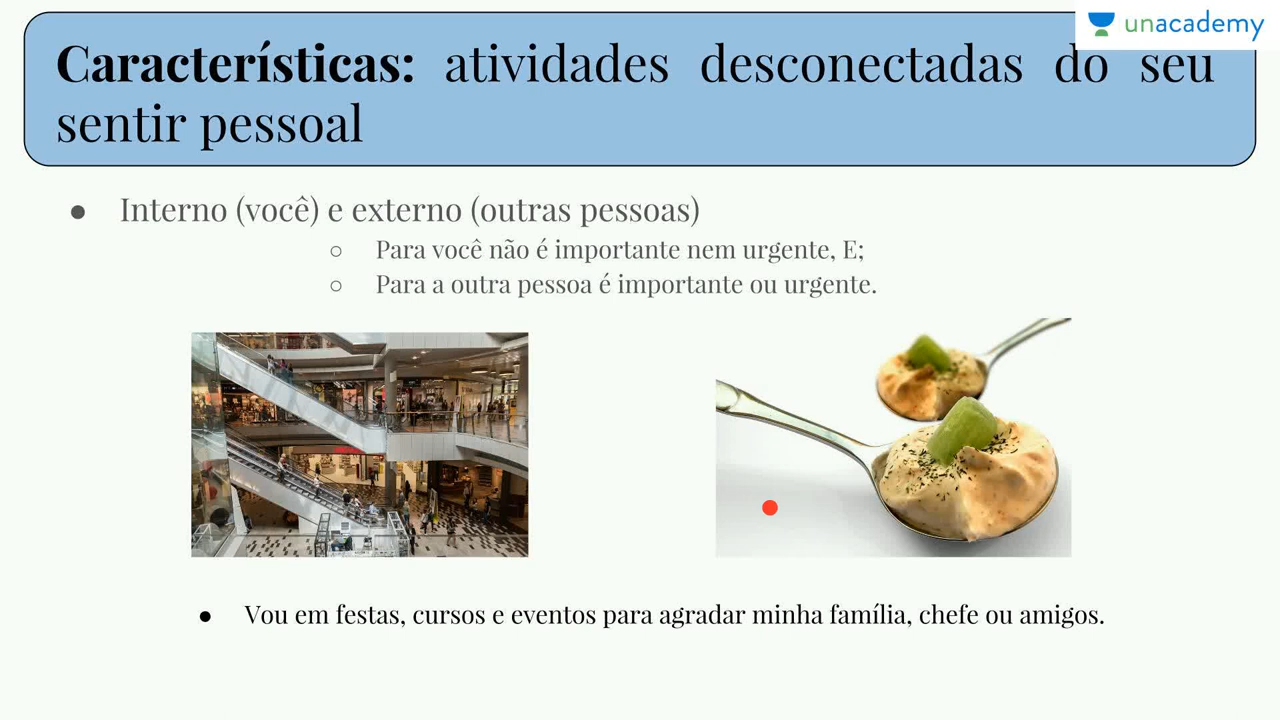 unacademy
Características: atividades desconectadas do seu
sentir pessoal
● Interno (você) e externo (outras pessoas)
○ Para você não é importante nem urgente, E;
○ Para a outra pessoa é importante ou urgente.
● Vou em festas, cursos e eventos para agradar minha família, chefe ou amigos.